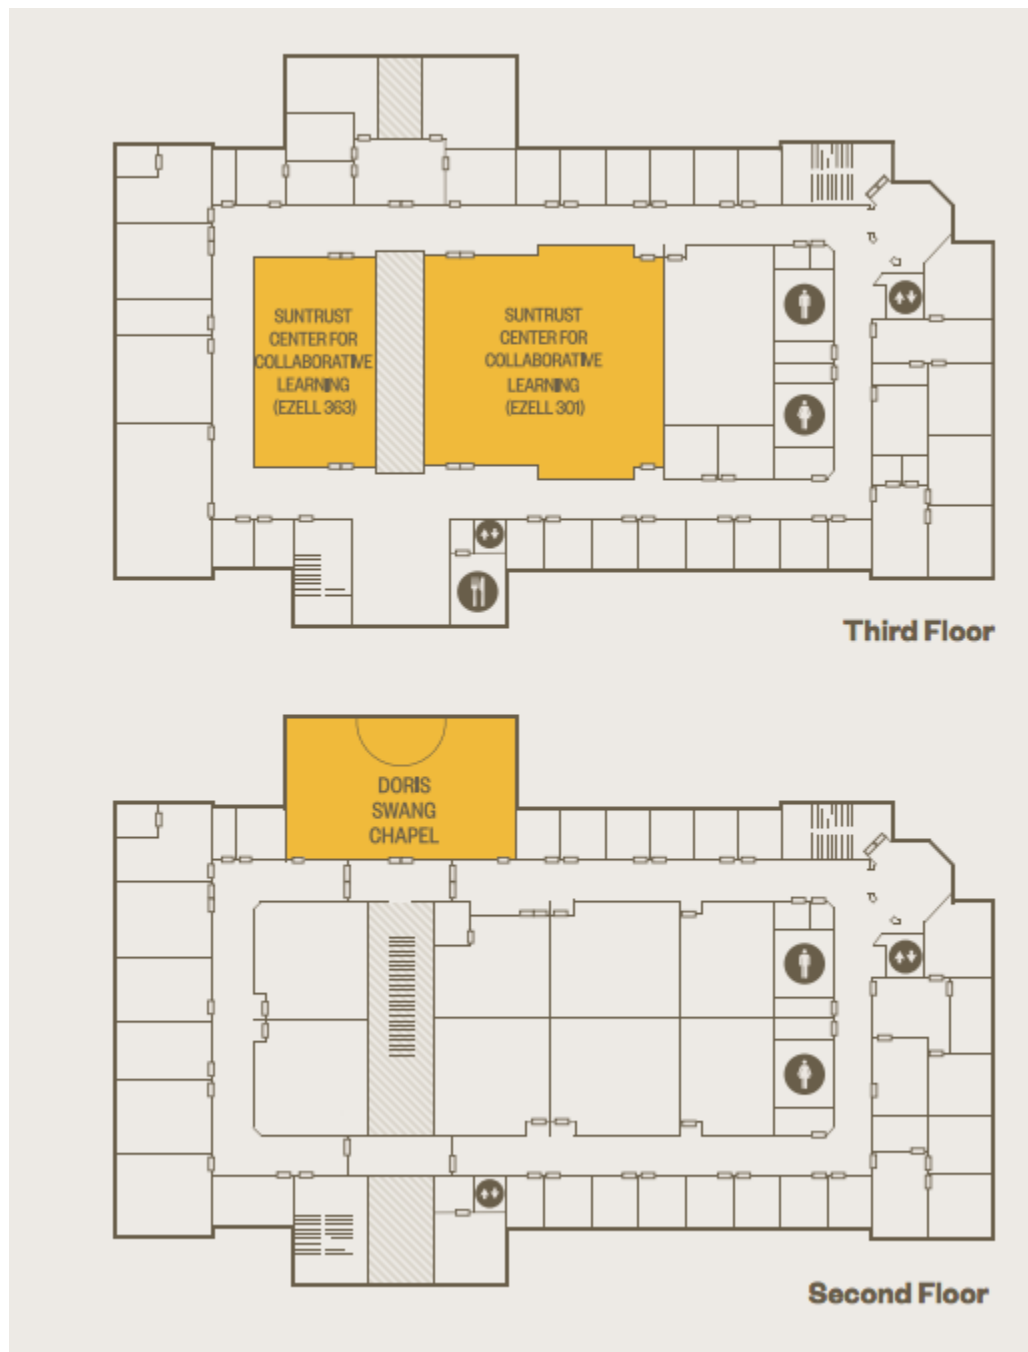 SUNTRUST
CENTER FOR
COLLABORATIVE
LEARNING
(EZELL 363)
SUNTRUST
CENTER FOR
COLLABORATIVE
LEARNING
(EZELL 301)
Third Floor
DORIS
SWANG
CHAPEL
Second Floor